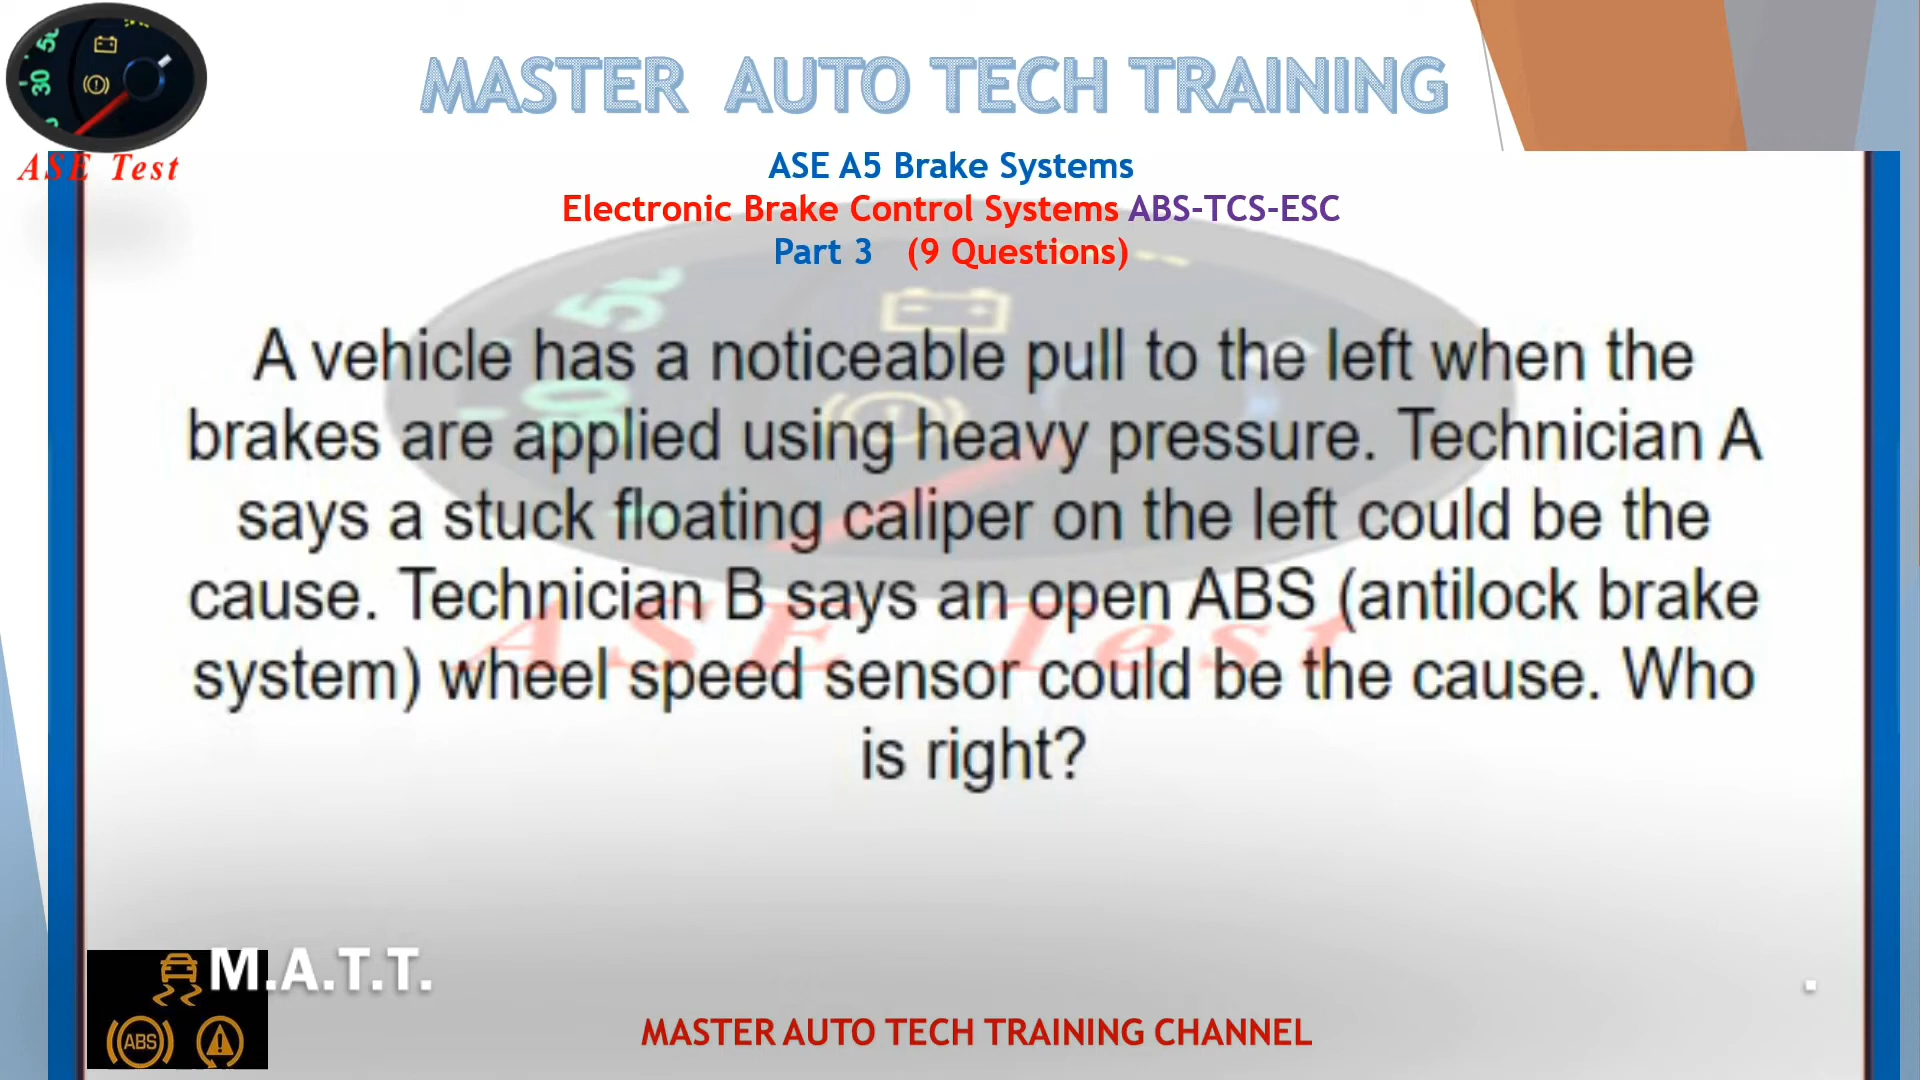 MASTER AUTO TECH TRAINING
ASE Test
ASE A5 Brake Systems
Electronic Brake Control Systems ABS-TCS-ESC
Part 3 (9 Questions)
A vehicle has a noticeable pull to the left when the
brakes are applied using heavy pressure. Technician A
says a stuck floating caliper on the left could be the
cause. Technician B says an open ABS (antilock brake
system) wheel speed sensor could be the cause. Who
is right?
ASE Test
M.A.T.T.
ABS
MASTER AUTO TECH TRAINING CHANNEL